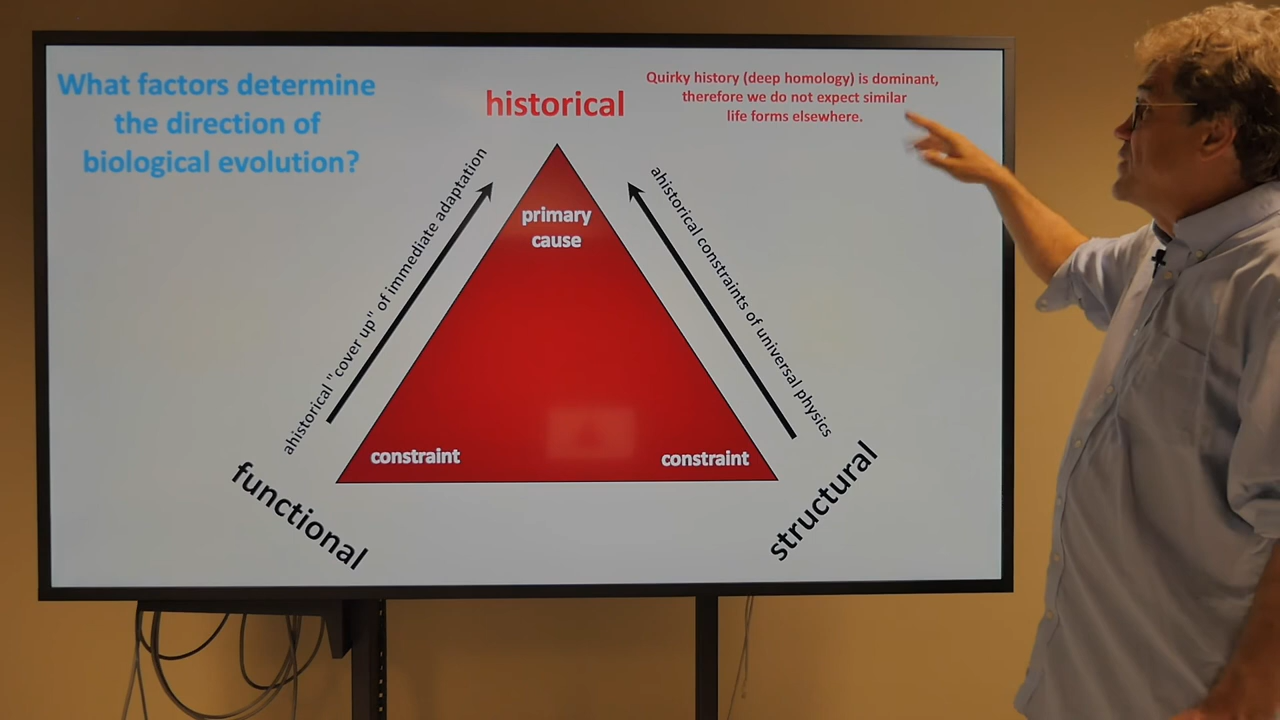 What factors determine
the direction of
biological evolution?
historical
Quirky history (deep homology) is dominant,
therefore we do not expect similar
life forms elsewhere.
ahistorical "cover up" of immediate adaptation
ahistorical constraints of universal physics
primary
cause
constraint
constraint
functional
structural